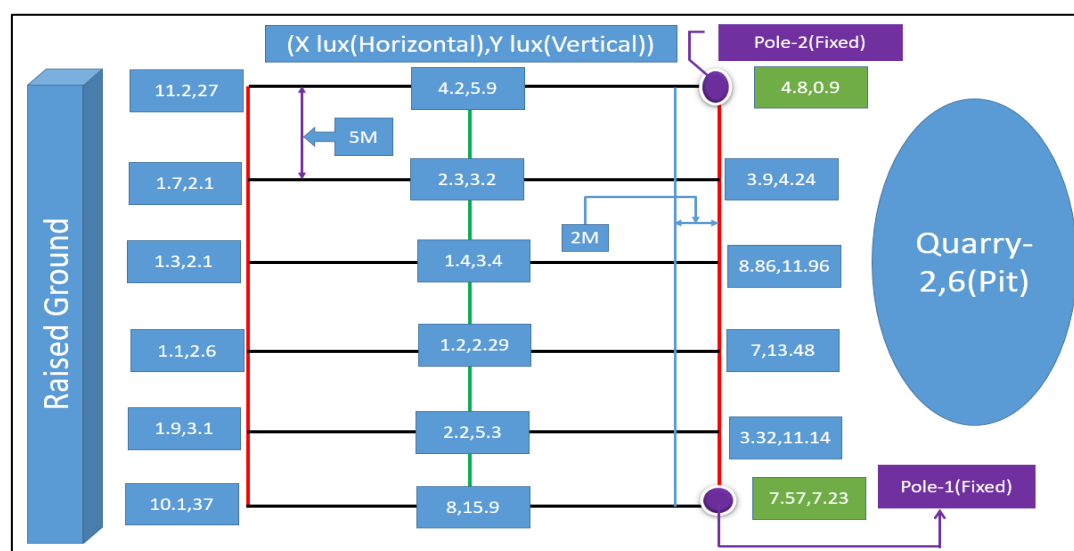 (X lux(Horizontal),Y lux(Vertical))
Pole-2(Fixed)
11.2,27
4.2,5.9
4.8,0.9
5M
1.7,2.1
2.3,3.2
3.9,4.24
2M
1.3,2.1
1.4,3.4
8.86,11.96
Raised Ground
Quarry-
2,6(Pit)
1.1,2.6
1.2,2.29
7,13.48
1.9,3.1
2.2,5.3
3.32,11.14
10.1,37
8,15.9
7.57,7.23
Pole-1(Fixed)